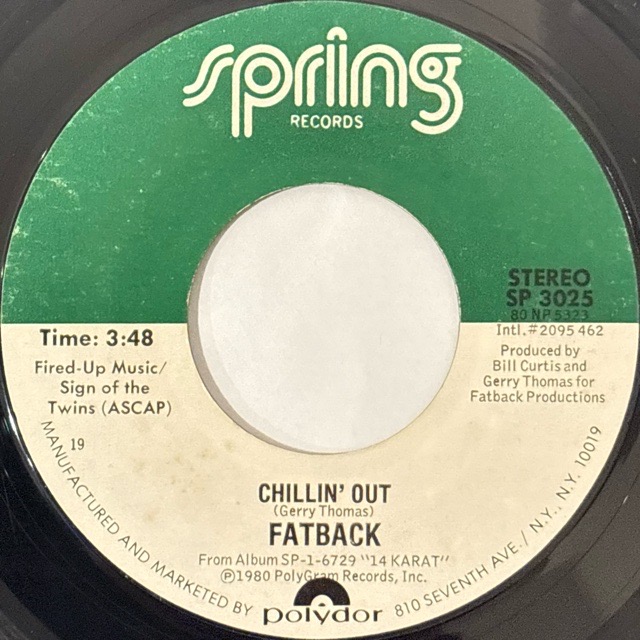 spring
RECORDS
STEREO
SP 3025
80 NP 5323
Intl.#2095 462
Time: 3:48
Produced by
Bill Curtis and
Gerry Thomas for
Fatback Productions
Fired-Up Music/
Sign of the
Twins (ASCAP)
19
CHILLIN' OUT
(Gerry Thomas)
FATBACK
From Album SP-1-6729 "14 KARAT"
Ⓟ1980 PolyGram Records, Inc.
MANUFACTURED AND MARKETED BY polydor 810 SEVENTH AVE./ N.Y., N.Y. 10019